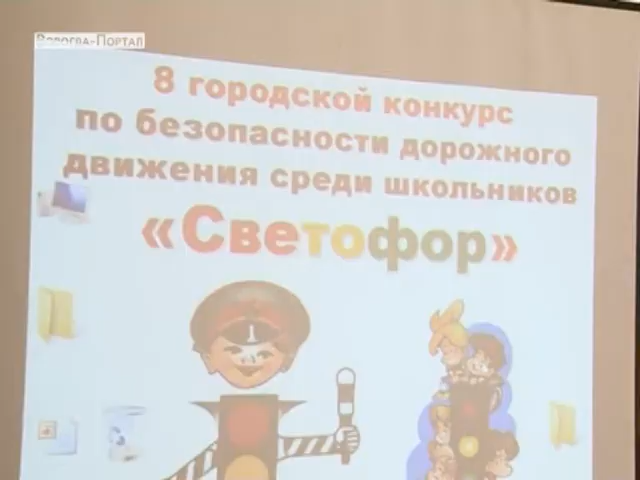 Вологда-Портал
8 городской конкурс
по безопасности дорожного
движения среди школьников
«Светофор»